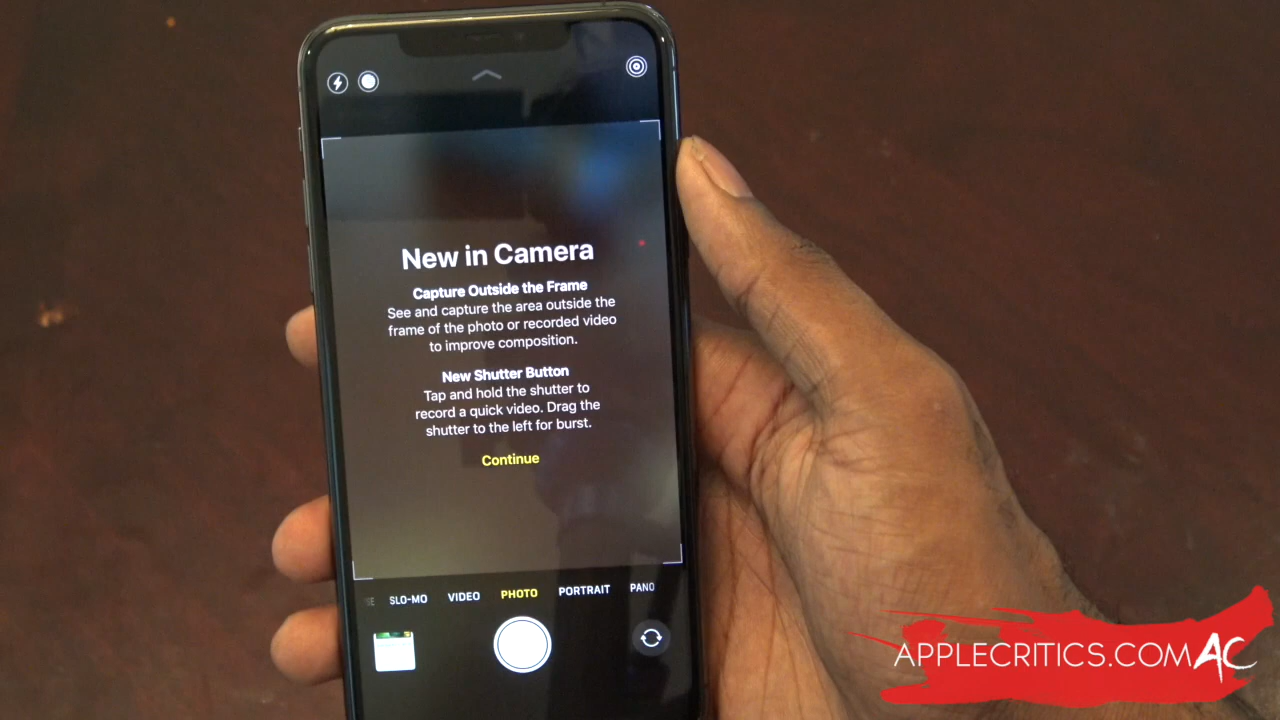 New in Camera
Capture Outside the Frame
See and capture the area outside the
frame of the photo or recorded video
to improve composition.
New Shutter Button
Tap and hold the shutter to
record a quick video. Drag the
shutter to the left for burst.
Continue
SLO-MO VIDEO PHOTO PORTRAIT PANO
APPLECRITICS.COM AC